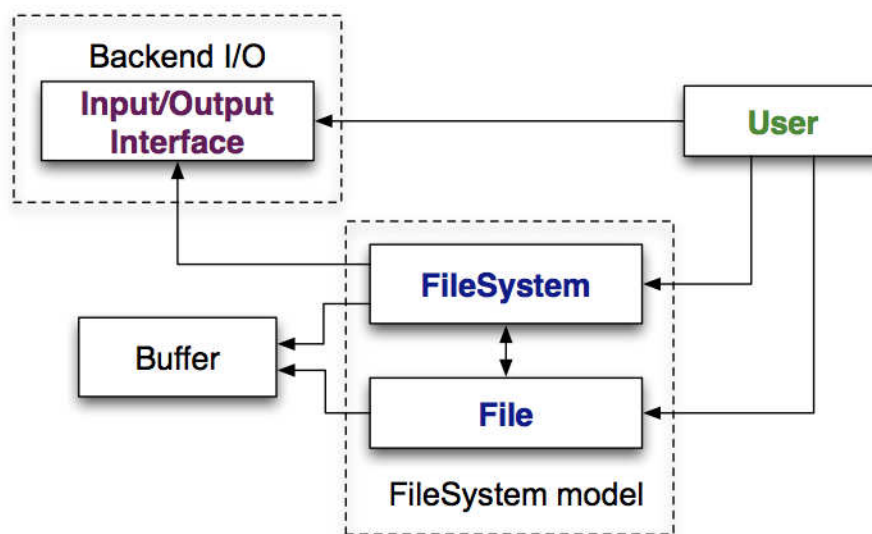 Backend I/O
Input/Output
Interface
User
FileSystem
Buffer
File
FileSystem model